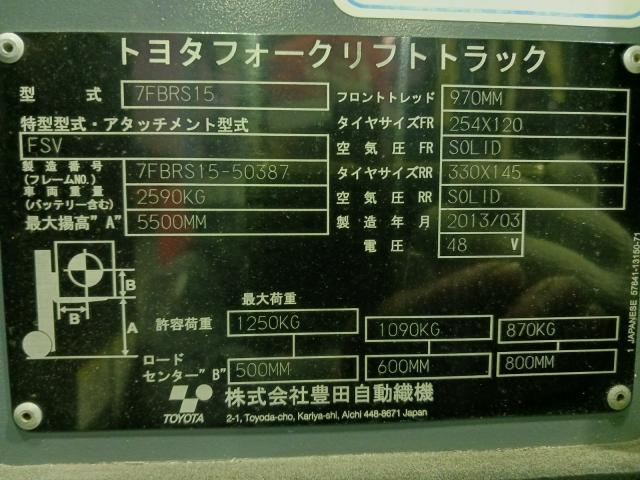 トヨタフォークリフトトラック
型式 7FBRS15
特型型式・アタッチメント型式
FSV
製造番号 (フレームNO.) 7FBRS15-50387
車両重量 (バッテリー含む) 2590KG
最大揚高"A" 5500MM
フロントトレッド 970MM
タイヤサイズFR 254X120
空気圧FR SOLID
タイヤサイズRR 330X145
空気圧RR SOLID
製造年月 2013/03
電圧 48 V
B
B
A
最大荷重
許容荷重 1250KG 1090KG 870KG
ロードセンター"B" 500MM 600MM 800MM
TOYOTA
株式会社豊田自動織機
2-1, Toyoda-cho, Kariya-shi, Aichi 448-8671 Japan
1 JAPANESE 57841-13150-71